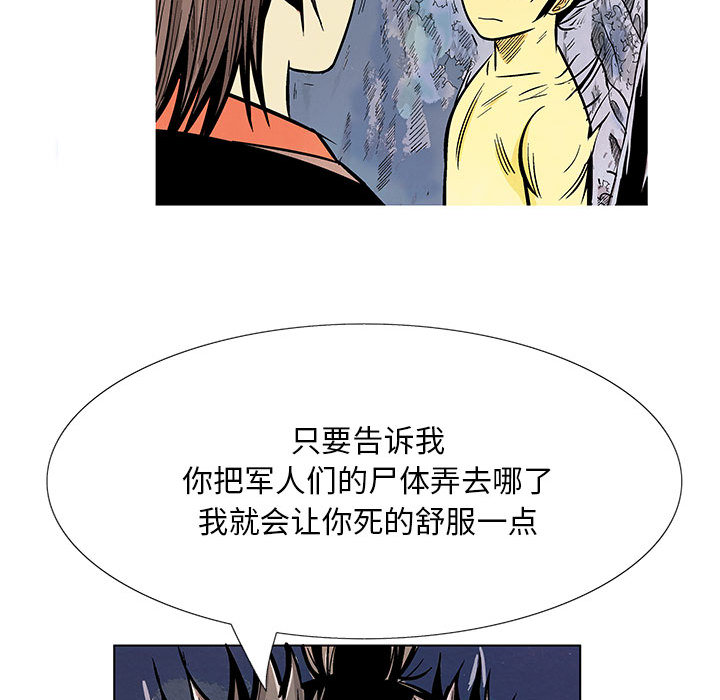 只要告诉我
你把军人们的尸体弄去哪了
我就会让你死的舒服一点